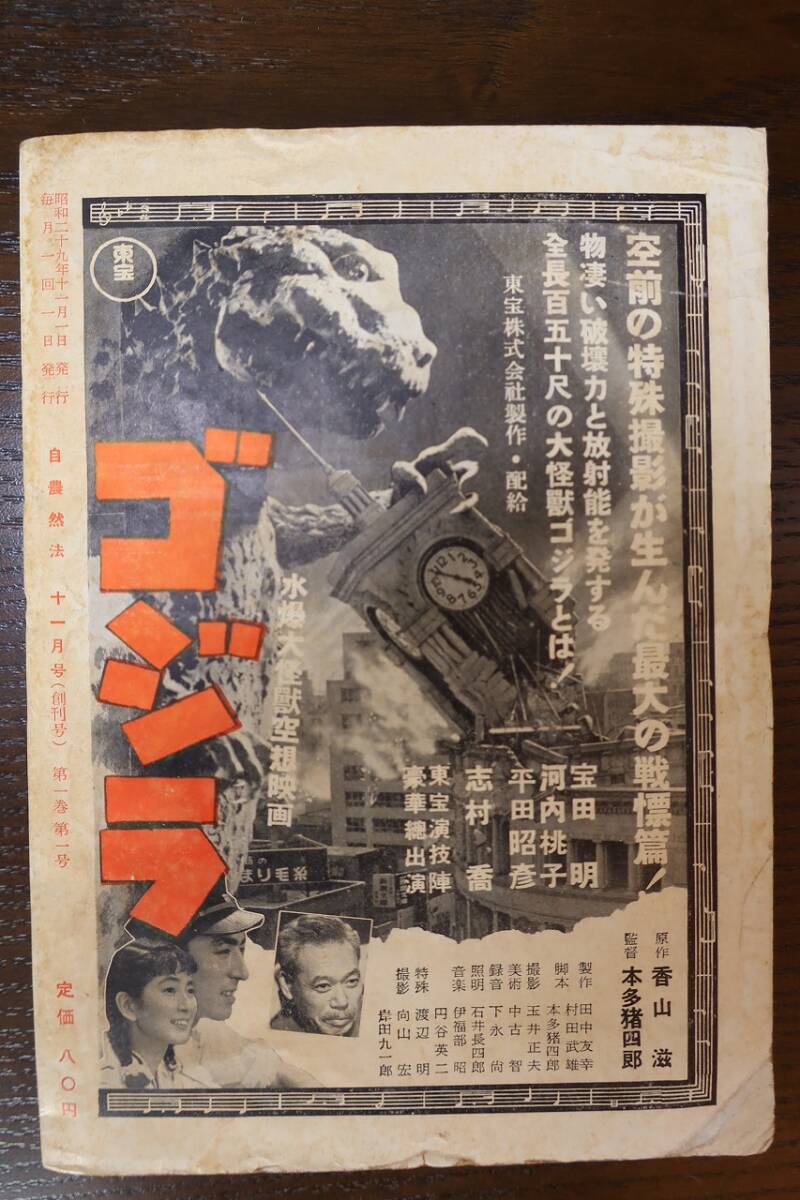 空前の特殊撮影が生んだ最大の戦慄篇！
物凄い破壊力と放射能を発する
全長百五十尺の大怪獣ゴジラとは！
東宝株式会社製作・配給
東宝
ゴジラ
水爆大怪獣空想映画
宝田 明
河内桃子
平田昭彦
志村 喬
東宝演技陣
豪華總出演
まり毛糸
原作 香山 滋
監督 本多猪四郎
製作 田中友幸
脚本 村田武雄
本多猪四郎
撮影 玉井正夫
美術 中古 智
録音 下永 尚
照明 石井長四郎
音楽 伊福部 昭
特殊撮影 円谷英二
渡辺 明
向山 宏
岸田九一郎
昭和二十九年十一月一日 発行
毎月一回一日発行
自農然法 十一月号(創刊号) 第一巻 第一号
定価 八〇円